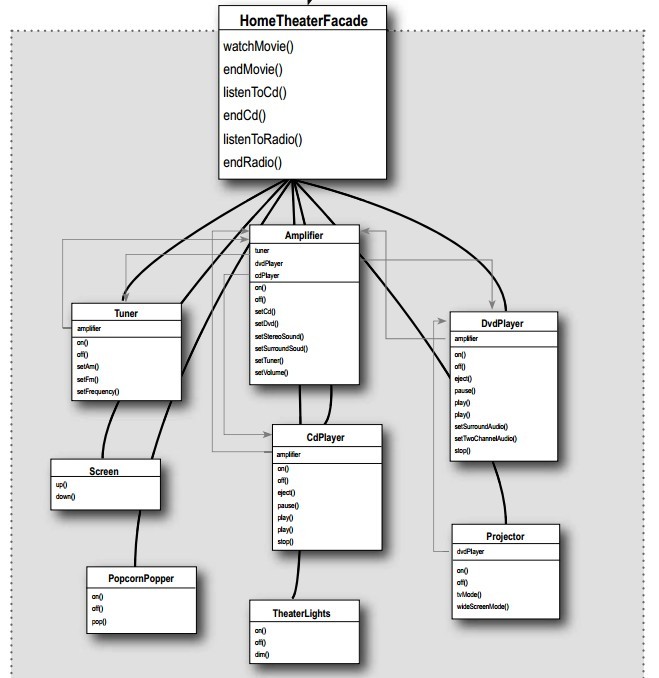 HomeTheaterFacade
watchMovie()
endMovie()
listenToCd()
endCd()
listenToRadio()
endRadio()
Amplifier
tuner
dvdPlayer
cdPlayer
on()
off()
setCd()
setDvd()
setStereoSound()
setSurroundSoud()
setTuner()
setVolume()
Tuner
amplifier
on()
off()
setAm()
setFm()
setFrequency()
DvdPlayer
amplifier
on()
off()
eject()
pause()
play()
play()
setSurroundAudio()
setTwoChannelAudio()
stop()
Screen
up()
down()
CdPlayer
amplifier
on()
off()
eject()
pause()
play()
play()
stop()
Projector
dvdPlayer
on()
off()
tvMode()
wideScreenMode()
PopcornPopper
on()
off()
pop()
TheaterLights
on()
off()
dim()